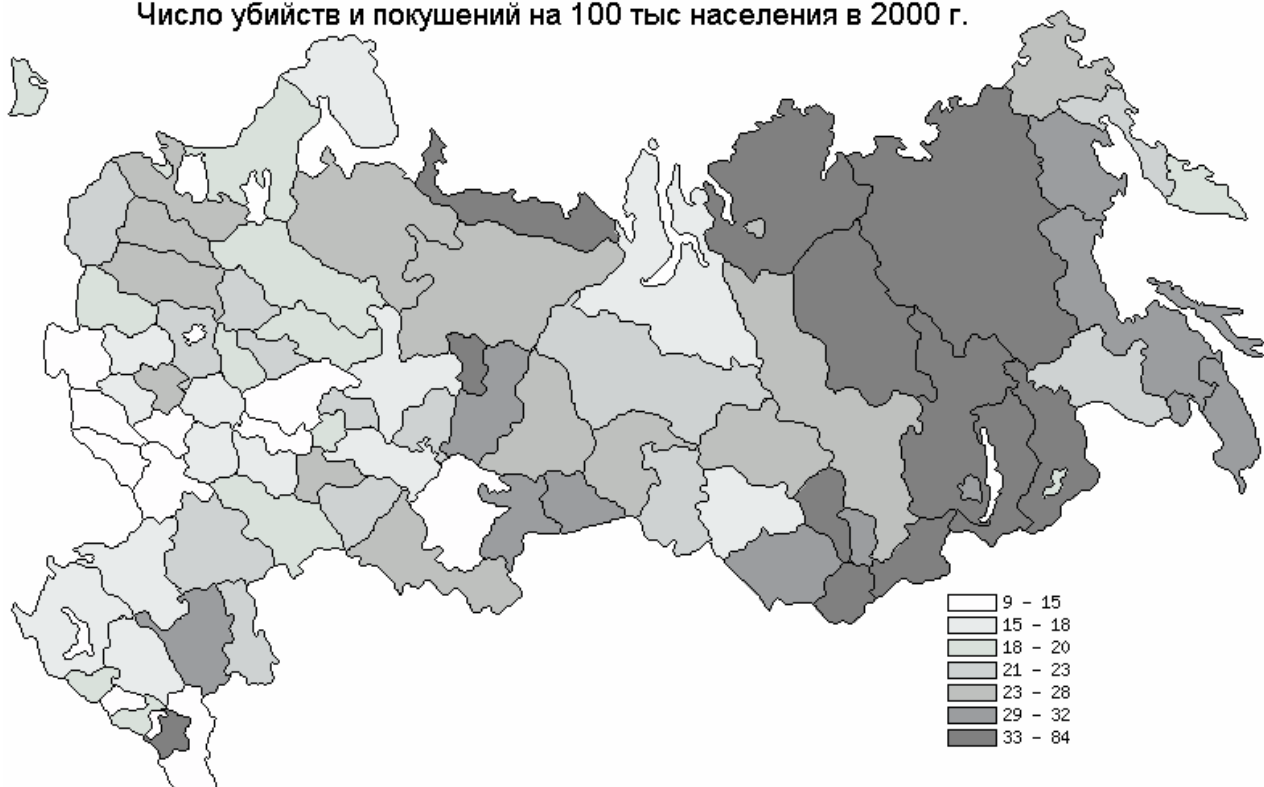 Число убийств и покушений на 100 тыс населения в 2000 г.
9 - 15
15 - 18
18 - 20
21 - 23
23 - 28
29 - 32
33 - 84